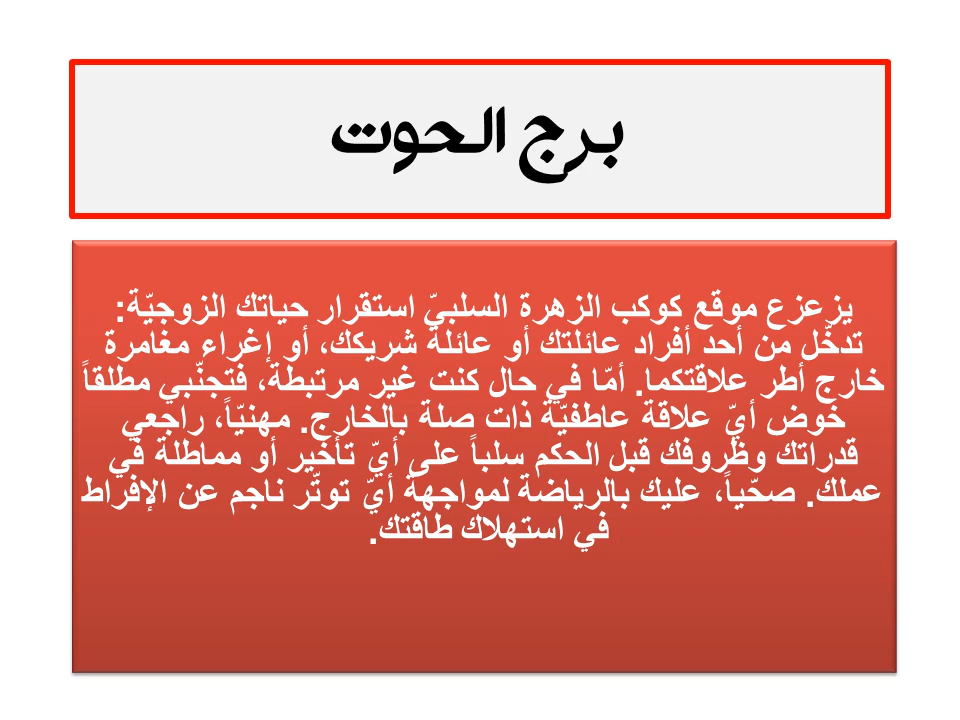 برج الحوت
يزعزع موقع كوكب الزهرة السلبيّ استقرار حياتك الزوجيّة:
تدخّل من أحد أفراد عائلتك أو عائلة شريكك، أو إغراء مغامرة
خارج أطر علاقتكما. أمّا في حال كنت غير مرتبطة، فتجنّبي مطلقاً
خوض أيّ علاقة عاطفيّة ذات صلة بالخارج. مهنيّاً، راجعي
قدراتك وظروفك قبل الحكم سلباً على أيّ تأخير أو مماطلة في
عملك. صحّياً، عليك بالرياضة لمواجهة أيّ توتّر ناجم عن الإفراط
في استهلاك طاقتك.